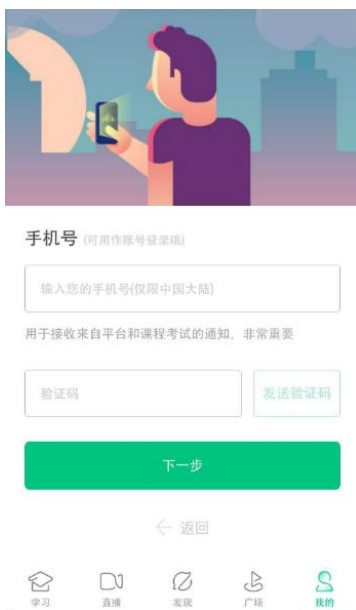 手机号 (可用作账号登录哦)
输入您的手机号(仅限中国大陆)
用于接收来自平台和课程考试的通知，非常重要
验证码
发送验证码
下一步
← 返回
学习 直播 发现 广场 我的